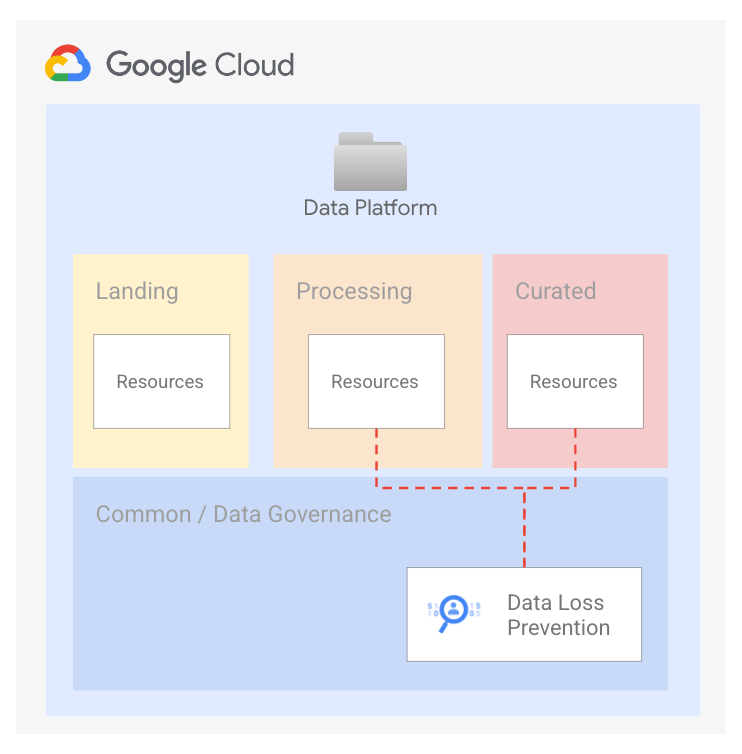 Google Cloud
Data Platform
Landing
Processing
Curated
Resources
Resources
Resources
Common / Data Governance
Data Loss
Prevention